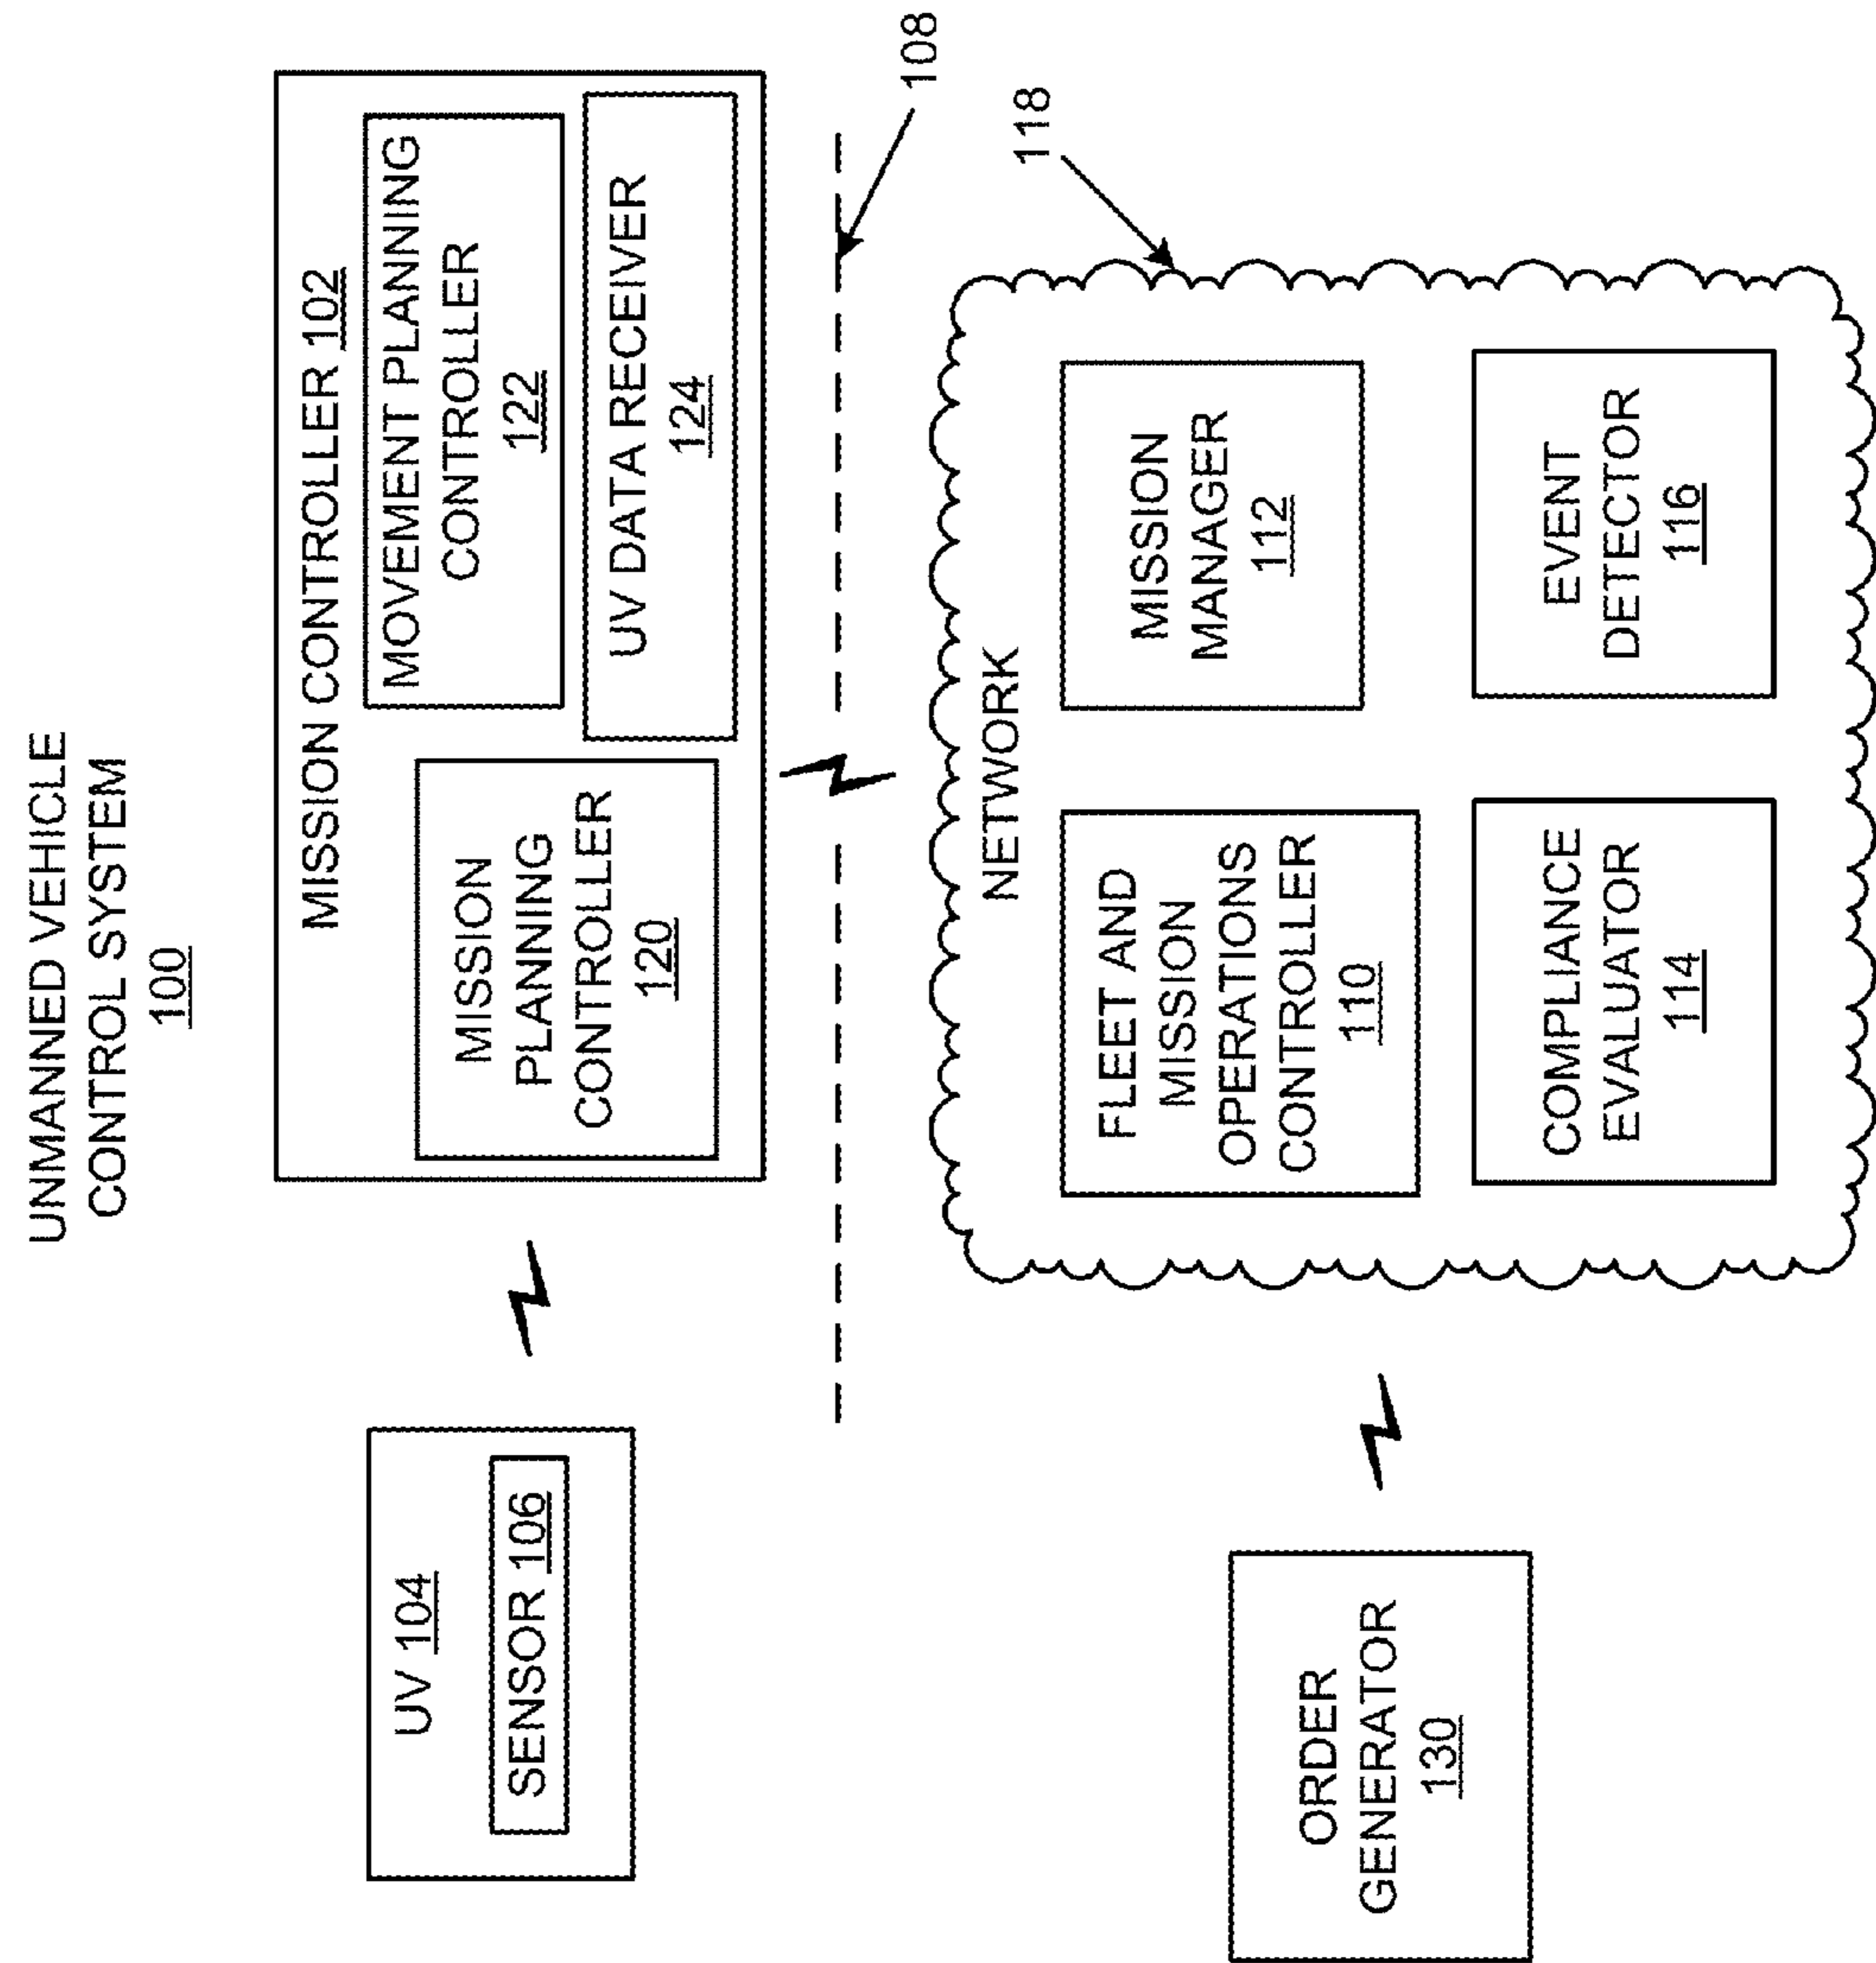 UNMANNED VEHICLE
CONTROL SYSTEM
100
UV 104
SENSOR 106
MISSION CONTROLLER 102
MISSION
PLANNING
CONTROLLER
120
MOVEMENT PLANNING
CONTROLLER
122
UV DATA RECEIVER
124
108
118
NETWORK
FLEET AND
MISSION
OPERATIONS
CONTROLLER
110
MISSION
MANAGER
112
COMPLIANCE
EVALUATOR
114
EVENT
DETECTOR
116
ORDER
GENERATOR
130